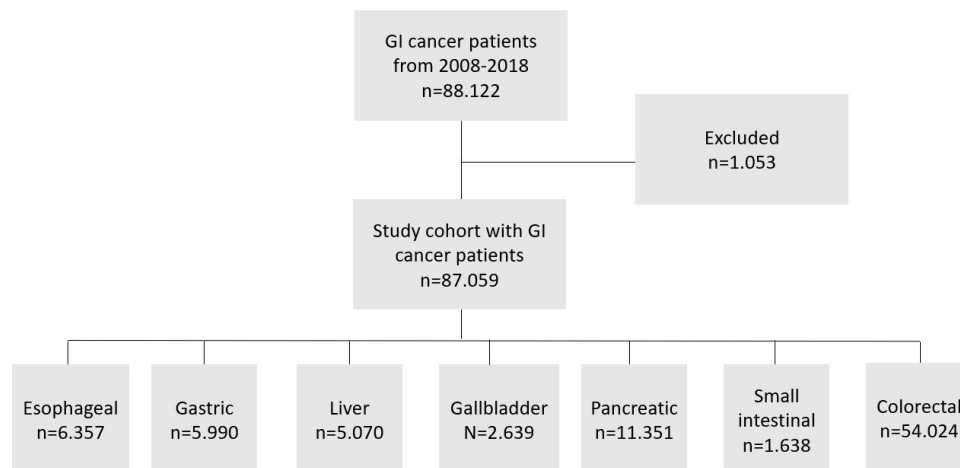 GI cancer patients
from 2008-2018
n=88.122
Excluded
n=1.053
Study cohort with GI
cancer patients
n=87.059
Esophageal
n=6.357
Gastric
n=5.990
Liver
n=5.070
Gallbladder
N=2.639
Pancreatic
n=11.351
Small
intestinal
n=1.638
Colorectal
n=54.024